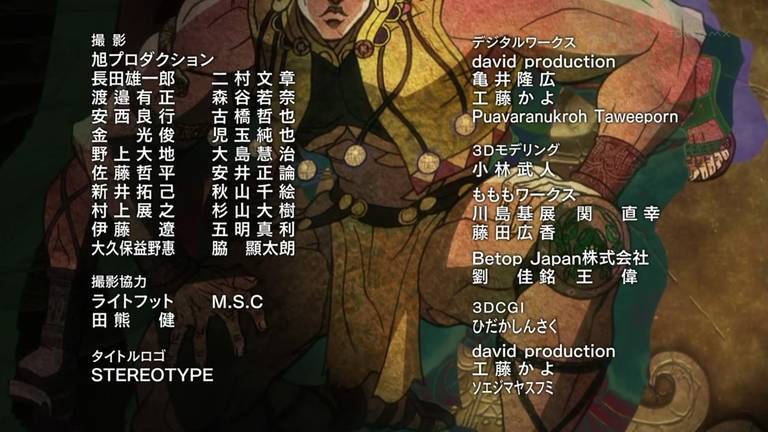 撮 影
旭プロダクション
長田雄一郎 二 村 文 章
渡 邉 有 正 森 谷 若 奈
安 西 良 行 古 橋 哲 也
金 光 俊 児 玉 純 也
野 上 大 地 大 島 慧 治
佐 藤 哲 平 安 井 正 論
新 井 拓 己 秋 山 千 絵
村 上 展 之 杉 山 大 樹
伊 藤 遼 五 明 真 利
大久保益野惠 脇 顯太朗
撮影協力
ライトフット M.S.C
田 熊 健
タイトルロゴ
STEREOTYPE
デジタルワークス
david production
亀 井 隆 広
工 藤 か よ
Puavaranukroh Taweeporn
3Dモデリング
小 林 武 人
もももワークス
川 島 基 展 関 直 幸
藤 田 広 香
Betop Japan株式会社
劉 佳 銘 王 偉
3DCGI
ひだかしんさく
david production
工 藤 か よ
ソエジマヤスフミ